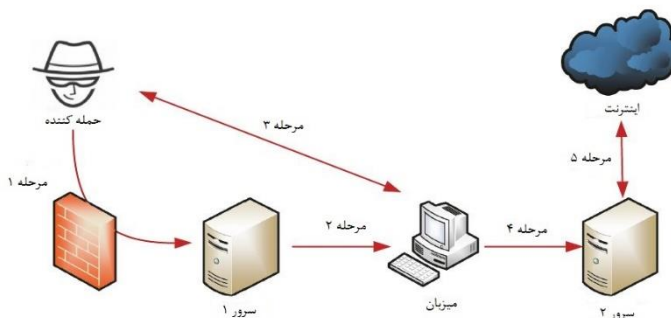 حمله کننده
اینترنت
مرحله ۳
مرحله ۵
مرحله ۱
مرحله ۲
مرحله ۴
میزبان
سرور ۱
سرور ۲